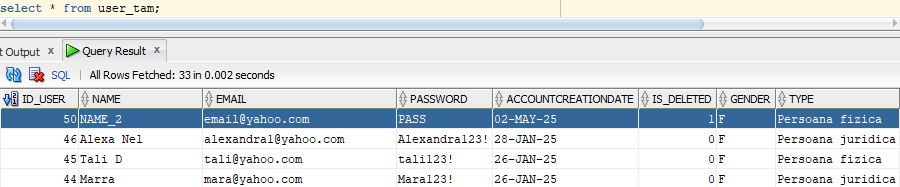 select * from user_tam;
t Output x Query Result x
SQL All Rows Fetched: 33 in 0.002 seconds
ID_USER NAME EMAIL PASSWORD ACCOUNTCREATIONDATE IS_DELETED GENDER TYPE
50 NAME_2 email@yahoo.com PASS 02-MAY-25 1 F Persoana fizica
46 Alexa Nel alexandra1@yahoo.com Alexandra123! 28-JAN-25 0 F Persoana juridica
45 Tali D tali@yahoo.com tali123! 26-JAN-25 0 F Persoana fizica
44 Marra mara@yahoo.com Mara123! 26-JAN-25 0 F Persoana juridica